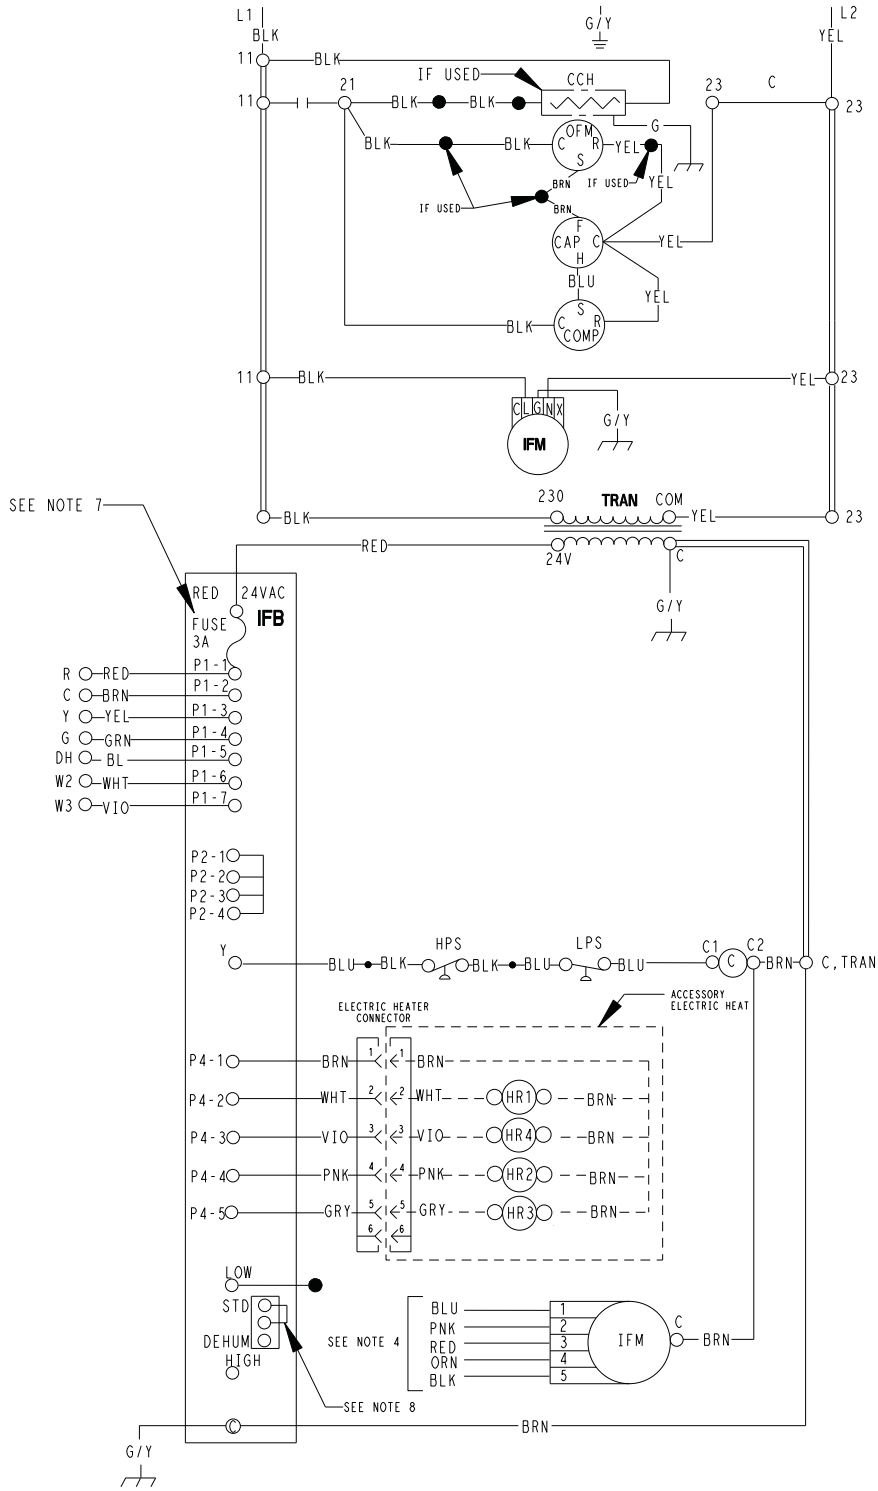 L1
G/Y
L2
BLK
YEL
11
BLK
IF USED
CCH
21
23
C
11
BLK
BLK
23
G
OFM
BLK
BLK
C
R
YEL
S
BRN
IF USED
YEL
IF USED
BRN
F
CAP
C
YEL
H
BLU
YEL
S
BLK
C
R
COMP
11
BLK
YEL
23
C
L
G
N
X
G/Y
IFM
230
TRAN
COM
SEE NOTE 7
BLK
YEL
23
RED
24V
C
RED
24VAC
G/Y
FUSE
3A
IFB
R
RED
P1-1
C
BRN
P1-2
Y
YEL
P1-3
G
GRN
P1-4
DH
BL
P1-5
W2
WHT
P1-6
W3
VIO
P1-7
P2-1
P2-2
P2-3
P2-4
Y
HPS
LPS
C1
C2
BLU
BLK
BLK
BLU
BLU
C
BRN
C,TRAN
ELECTRIC HEATER
CONNECTOR
ACCESSORY
ELECTRIC HEAT
P4-1
BRN
1
1
BRN
P4-2
WHT
2
2
WHT
HR1
BRN
P4-3
VIO
3
3
VIO
HR4
BRN
P4-4
PNK
4
4
PNK
HR2
BRN
P4-5
GRY
5
5
GRY
HR3
BRN
6
6
LOW
STD
DEHUM
HIGH
SEE NOTE 4
BLU
1
PNK
2
RED
3
ORN
4
BLK
5
IFM
C
BRN
SEE NOTE 8
C
BRN
G/Y